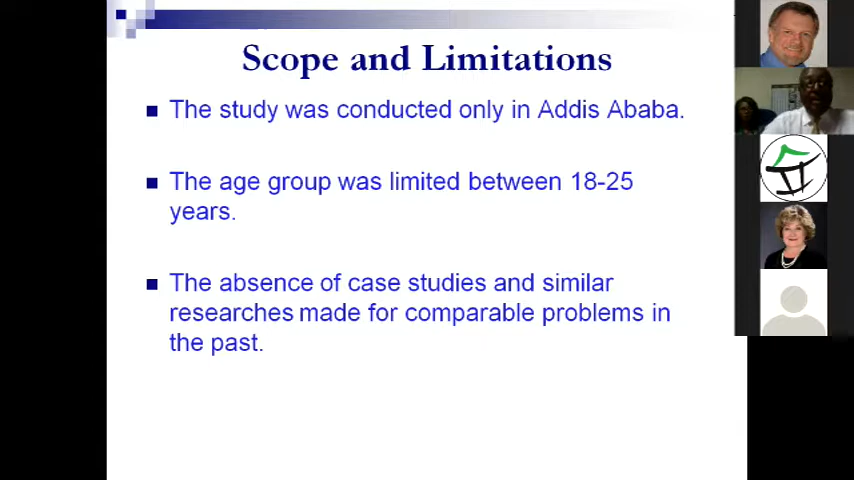 Scope and Limitations
The study was conducted only in Addis Ababa.
The age group was limited between 18-25
years.
The absence of case studies and similar
researches made for comparable problems in
the past.